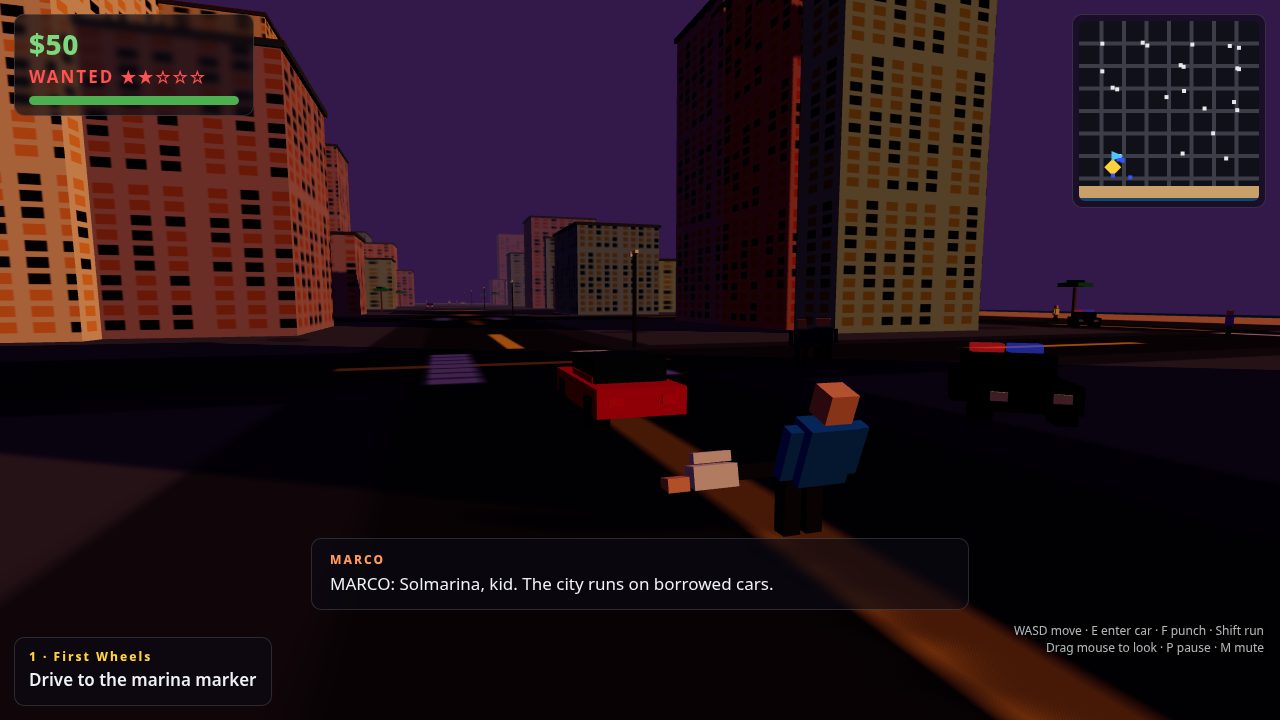 $50
WANTED ★★☆☆☆
MARCO
MARCO: Solmarina, kid. The city runs on borrowed cars.
WASD move · E enter car · F punch · Shift run
Drag mouse to look · P pause · M mute
1 · First Wheels
Drive to the marina marker